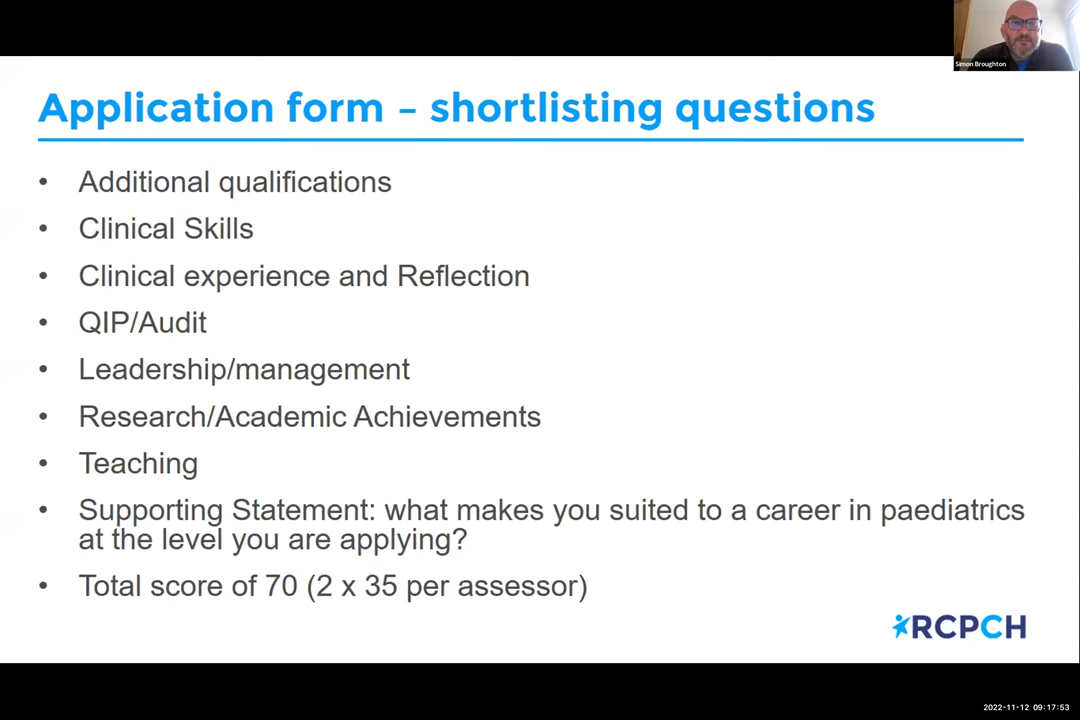 Simon Broughton
Application form – shortlisting questions
• Additional qualifications
• Clinical Skills
• Clinical experience and Reflection
• QIP/Audit
• Leadership/management
• Research/Academic Achievements
• Teaching
• Supporting Statement: what makes you suited to a career in paediatrics
at the level you are applying?
• Total score of 70 (2 x 35 per assessor)
RCPCH
2022-11-12 09:17:53